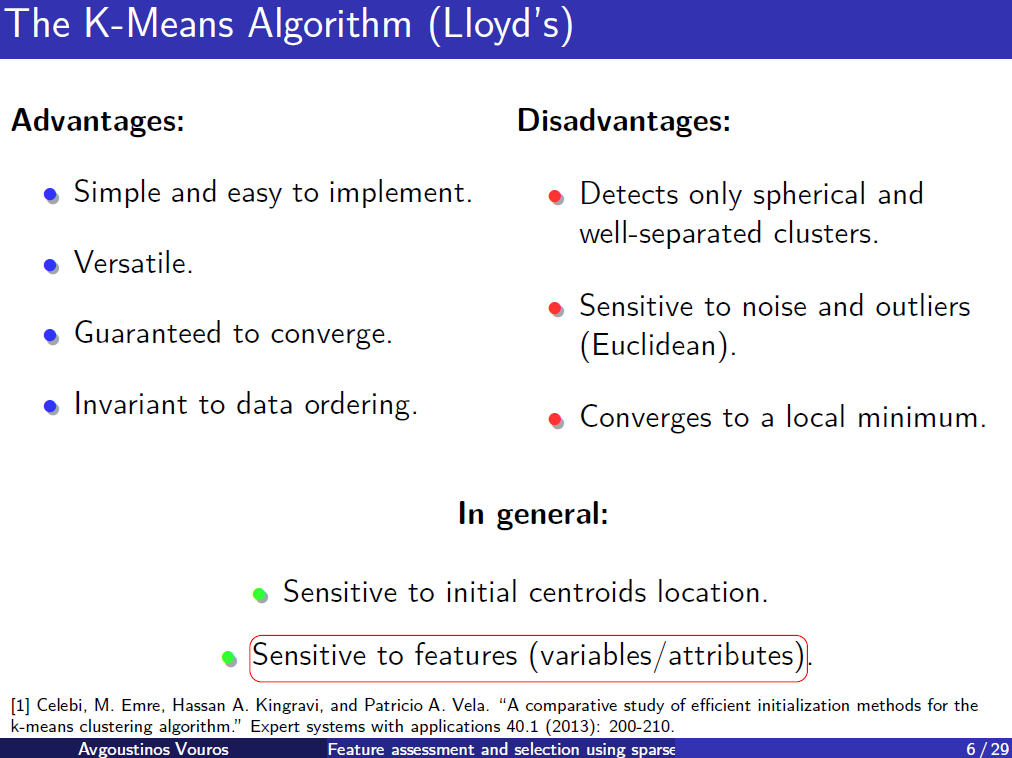 The K-Means Algorithm (Lloyd's)
Advantages:
Simple and easy to implement.
Versatile.
Guaranteed to converge.
Invariant to data ordering.
Disadvantages:
Detects only spherical and
well-separated clusters.
Sensitive to noise and outliers
(Euclidean).
Converges to a local minimum.
In general:
Sensitive to initial centroids location.
Sensitive to features (variables/attributes).
[1] Celebi, M. Emre, Hassan A. Kingravi, and Patricio A. Vela. “A comparative study of efficient initialization methods for the
k-means clustering algorithm.” Expert systems with applications 40.1 (2013): 200-210.
Avgoustinos Vouros Feature assessment and selection using sparse 6 / 29